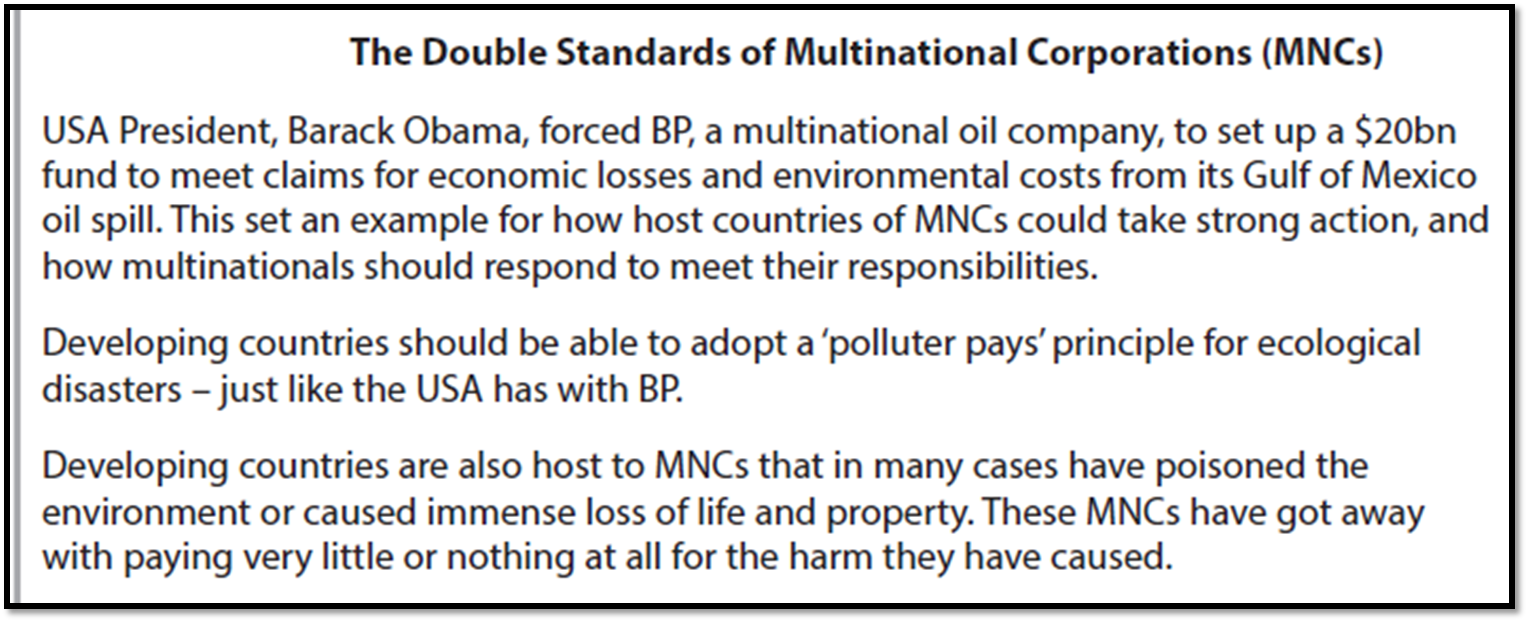 The Double Standards of Multinational Corporations (MNCs)
USA President, Barack Obama, forced BP, a multinational oil company, to set up a $20bn
fund to meet claims for economic losses and environmental costs from its Gulf of Mexico
oil spill. This set an example for how host countries of MNCs could take strong action, and
how multinationals should respond to meet their responsibilities.
Developing countries should be able to adopt a ‘polluter pays’ principle for ecological
disasters – just like the USA has with BP.
Developing countries are also host to MNCs that in many cases have poisoned the
environment or caused immense loss of life and property. These MNCs have got away
with paying very little or nothing at all for the harm they have caused.